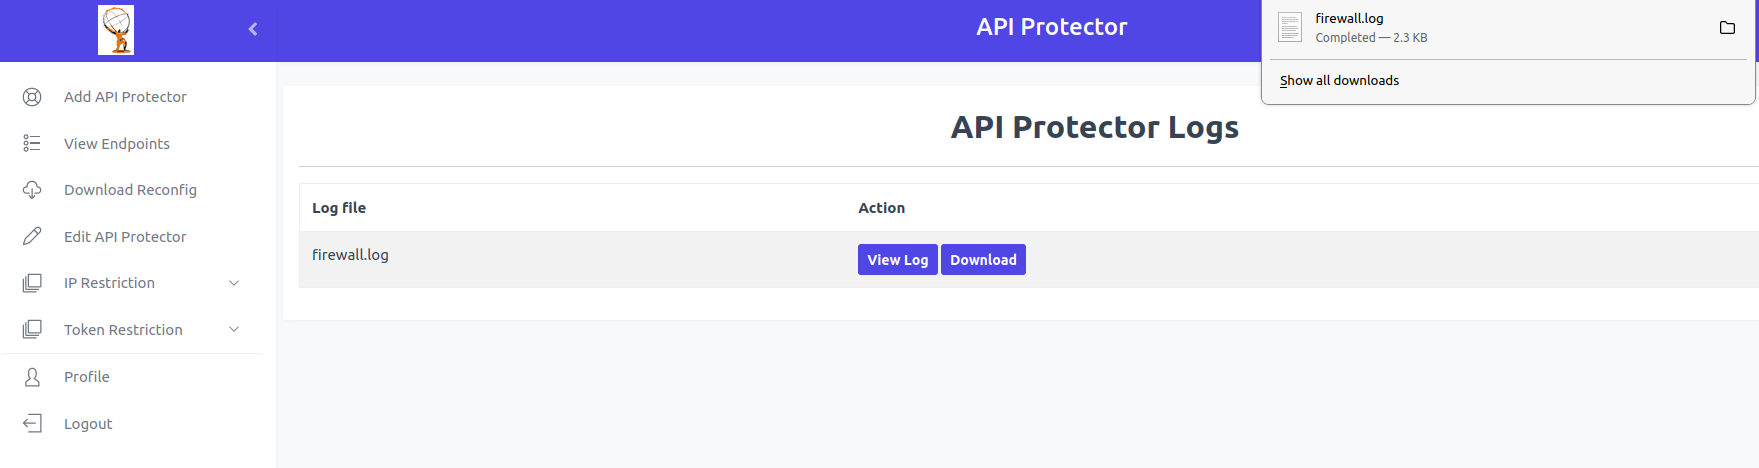 API Protector
firewall.log
Completed — 2.3 KB
Show all downloads
Add API Protector
View Endpoints
Download Reconfig
Edit API Protector
IP Restriction
Token Restriction
Profile
Logout
API Protector Logs
Log file Action
firewall.log View Log Download